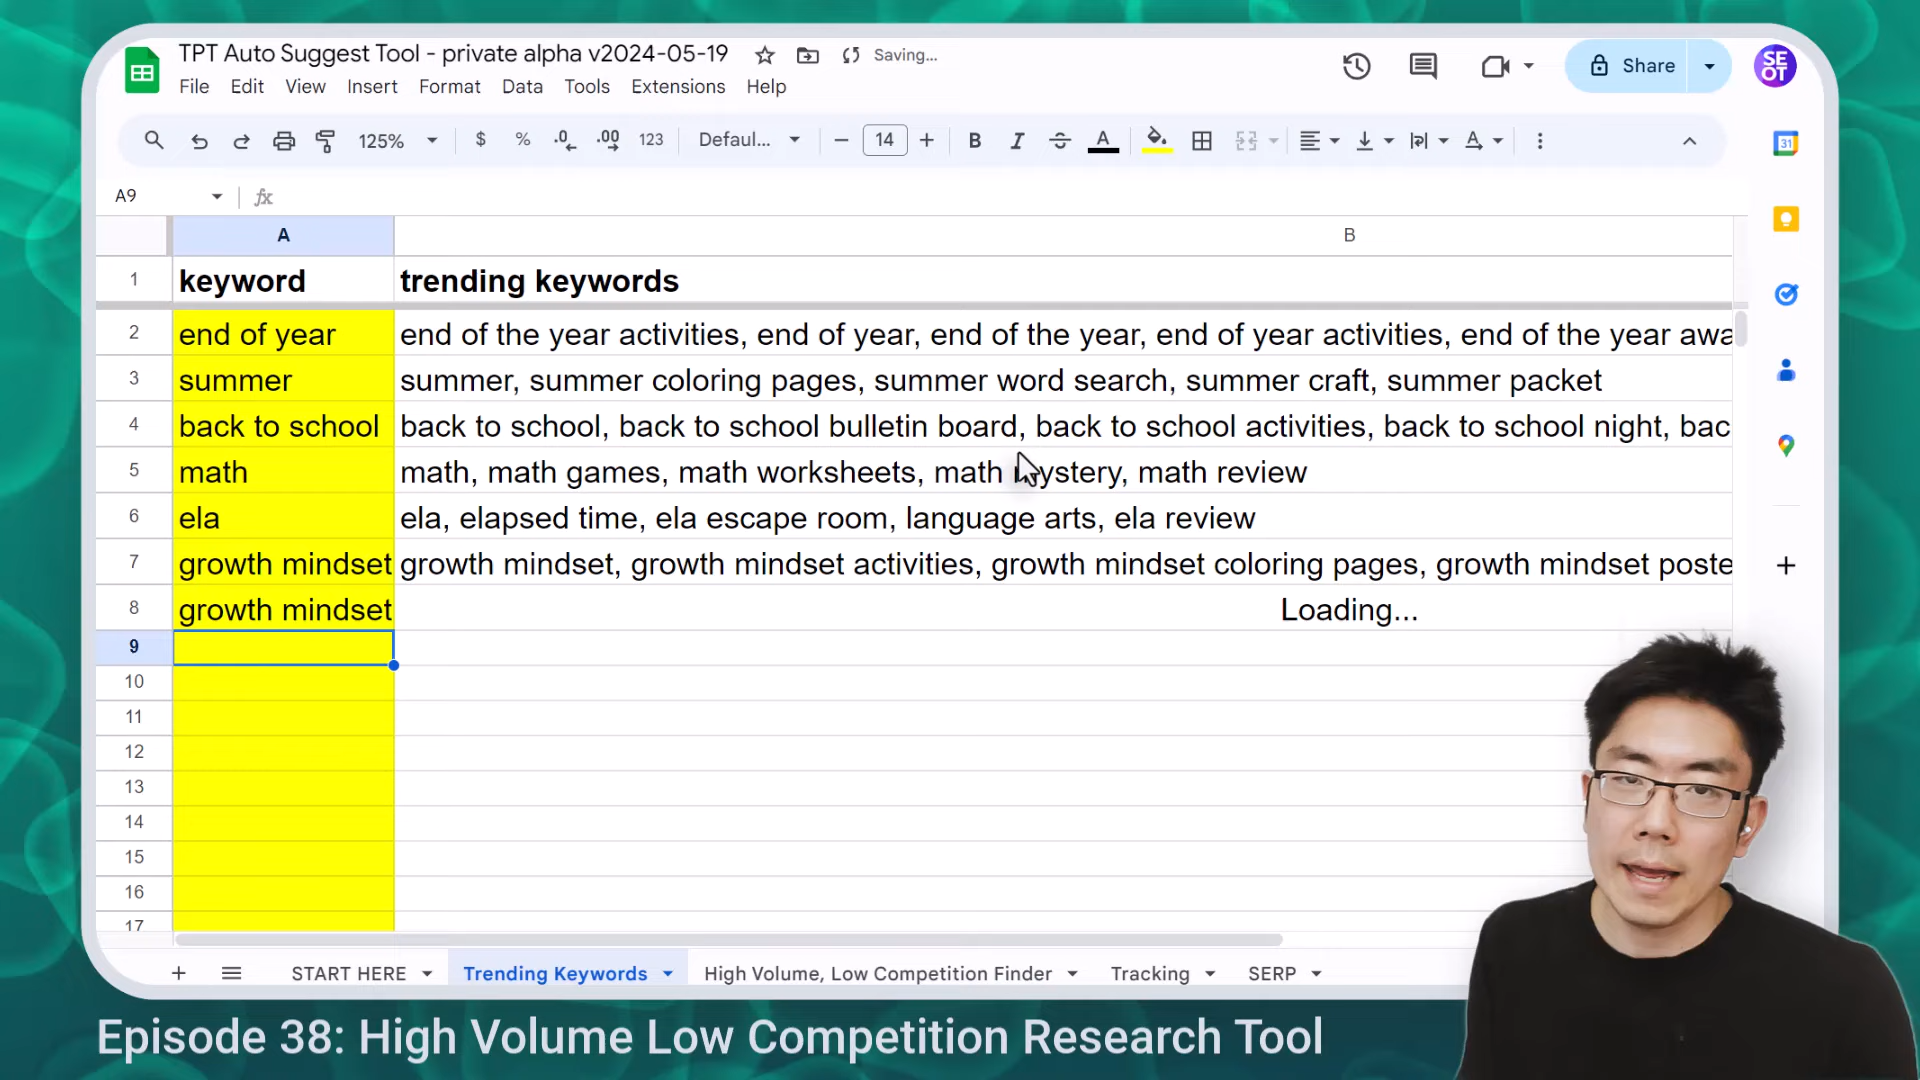 TPT Auto Suggest Tool - private alpha v2024-05-19 Saving...
File Edit View Insert Format Data Tools Extensions Help
Share
SE
OT
125% $ % .0 .00 123 Defaul... 14 B I A A
31
A9 fx
A B
1 keyword trending keywords
2 end of year end of the year activities, end of year, end of the year, end of year activities, end of the year awa
3 summer summer, summer coloring pages, summer word search, summer craft, summer packet
4 back to school back to school, back to school bulletin board, back to school activities, back to school night, bac
5 math math, math games, math worksheets, math mystery, math review
6 ela ela, elapsed time, ela escape room, language arts, ela review
7 growth mindset growth mindset, growth mindset activities, growth mindset coloring pages, growth mindset poste
8 growth mindset Loading...
9
10
11
12
13
14
15
16
17
START HERE Trending Keywords High Volume, Low Competition Finder Tracking SERP
Episode 38: High Volume Low Competition Research Tool